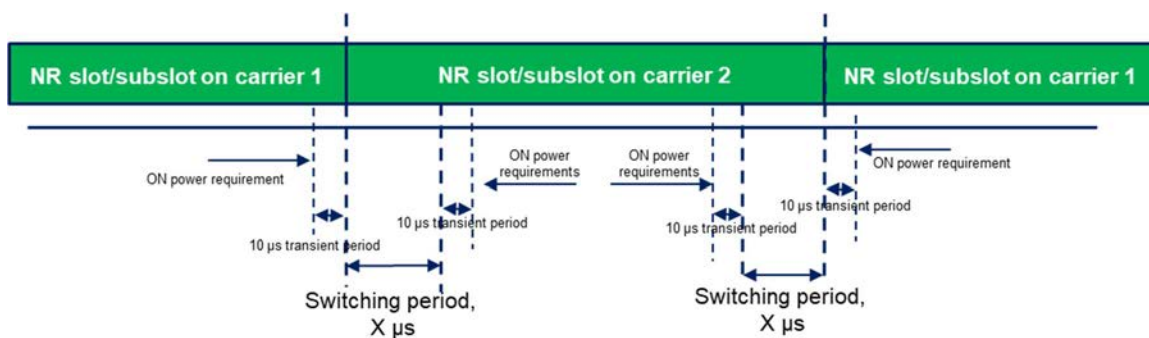 NR slot/subslot on carrier 1
NR slot/subslot on carrier 2
NR slot/subslot on carrier 1
ON power requirement
ON power
requirements
ON power
requirements
ON power requirement
10 µs transient period
10 µs transient period
10 µs transient period
10 µs transient period
Switching period,
X µs
Switching period,
X µs